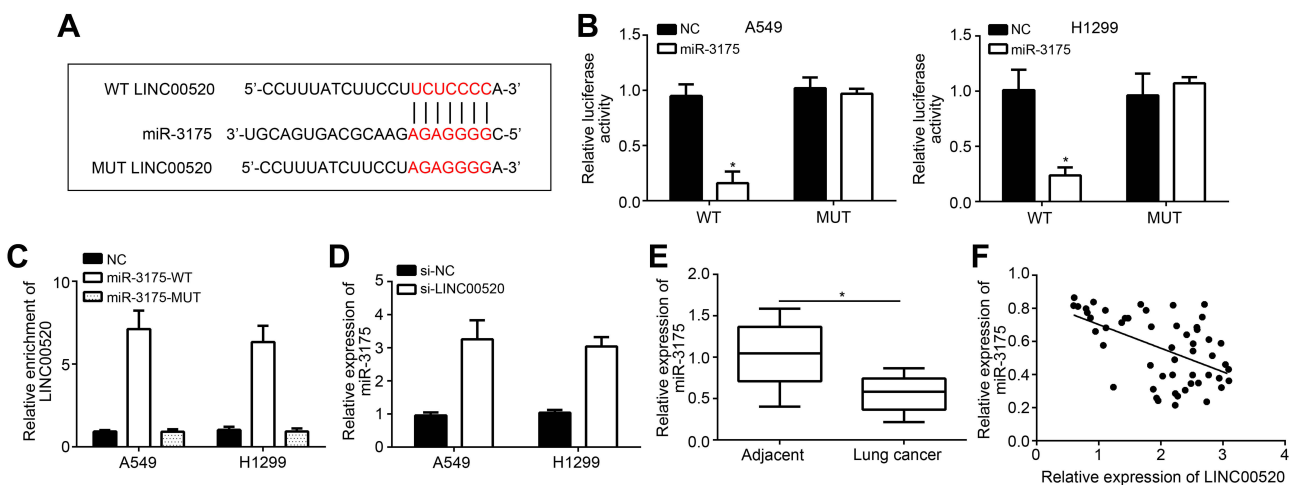 A
WT LINC00520 5'-CCUUUAUCUUCCUUCUCCCCA-3'
miR-3175 3'-UGCAGUGACGCAAGAGAGGGGC-5'
MUT LINC00520 5'-CCUUUAUCUUCCUAGAGGGGA-3'
B
A549
NC
miR-3175
Relative luciferase
activity
1.5
1.0
0.5
0.0
WT MUT
H1299
NC
miR-3175
Relative luciferase
activity
1.5
1.0
0.5
0.0
*
*
WT MUT
C
NC
miR-3175-WT
miR-3175-MUT
Relative enrichment of
LINC00520
10
5
0
A549 H1299
D
si-NC
si-LINC00520
Relative expression of
miR-3175
5
4
3
2
1
0
A549 H1299
E
Relative expression of
miR-3175
2.0
1.5
1.0
0.5
0.0
*
Adjacent Lung cancer
F
Relative expression of
miR-3175
1.0
0.8
0.6
0.4
0.2
0.0
0 1 2 3 4
Relative expression of LINC00520